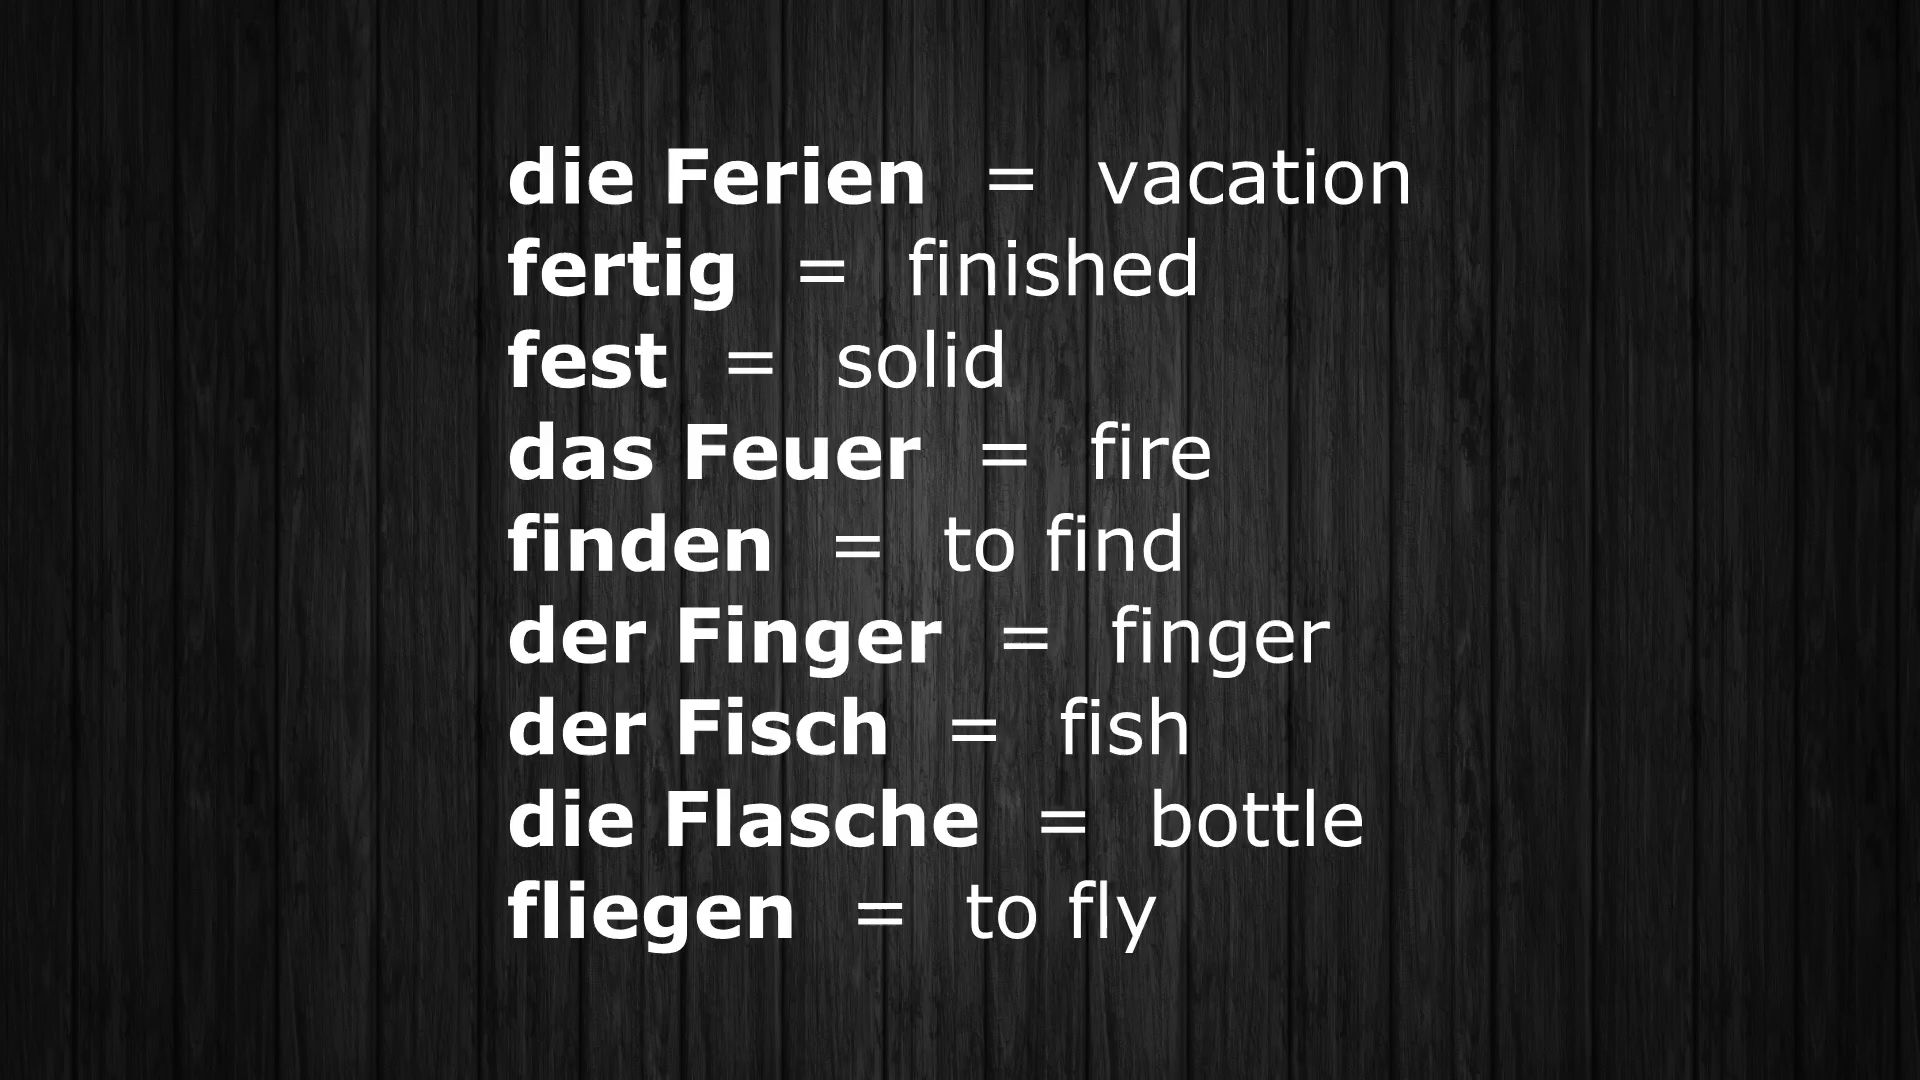 die Ferien = vacation
fertig = finished
fest = solid
das Feuer = fire
finden = to find
der Finger = finger
der Fisch = fish
die Flasche = bottle
fliegen = to fly